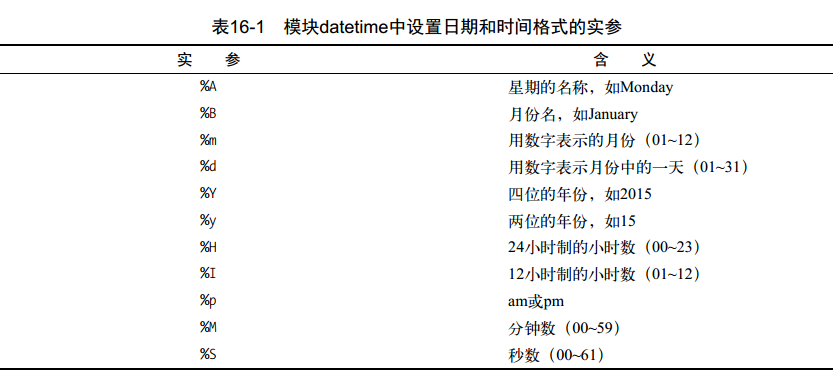 表16-1 模块datetime中设置日期和时间格式的实参
实 参 含 义
%A 星期的名称，如Monday
%B 月份名，如January
%m 用数字表示的月份（01~12）
%d 用数字表示月份中的一天（01~31）
%Y 四位的年份，如2015
%y 两位的年份，如15
%H 24小时制的小时数（00~23）
%I 12小时制的小时数（01~12）
%p am或pm
%M 分钟数（00~59）
%S 秒数（00~61）